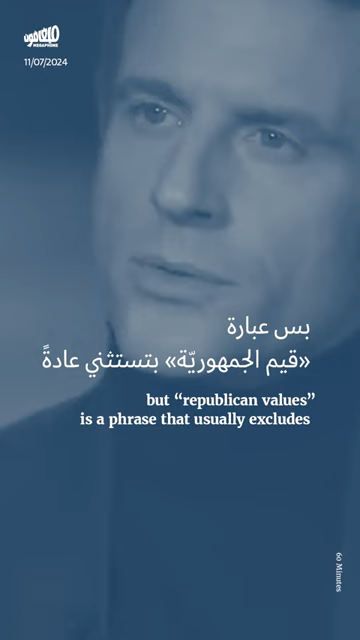 ميغافون
MEGAPHONE
11/07/2024
بس عبارة
«قيم الجمهوريّة» بتستثني عادةً
but “republican values”
is a phrase that usually excludes
60 Minutes